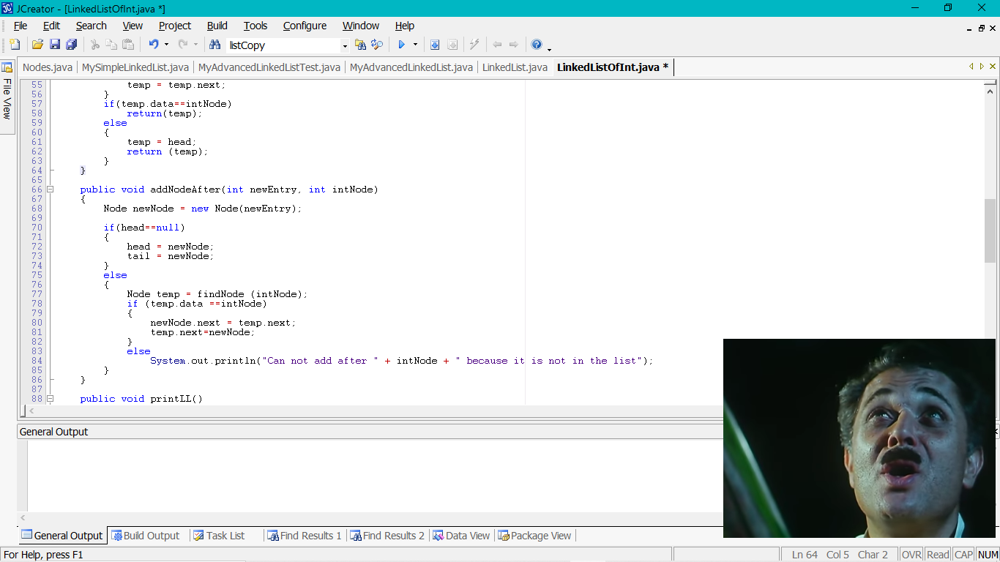 JCreator - [LinkedListOfInt.java *]
File Edit Search View Project Build Tools Configure Window Help
listCopy
Nodes.java MySimpleLinkedList.java MyAdvancedLinkedListTest.java MyAdvancedLinkedList.java LinkedList.java LinkedListOfInt.java *
File View
55 temp = temp.next;
56 }
57 if(temp.data==intNode)
58 return(temp);
59 else
60 {
61 temp = head;
62 return (temp);
63 }
64 }
65
66 public void addNodeAfter(int newEntry, int intNode)
67 {
68 Node newNode = new Node(newEntry);
69
70 if(head==null)
71 {
72 head = newNode;
73 tail = newNode;
74 }
75 else
76 {
77 Node temp = findNode (intNode);
78 if (temp.data ==intNode)
79 {
80 newNode.next = temp.next;
81 temp.next=newNode;
82 }
83 else
84 System.out.println("Can not add after " + intNode + " because it is not in the list");
85 }
86 }
87
88 public void printLL()
General Output
General Output Build Output Task List Find Results 1 Find Results 2 Data View Package View
For Help, press F1 Ln 64 Col 5 Char 2 OVR Read CAP NUM